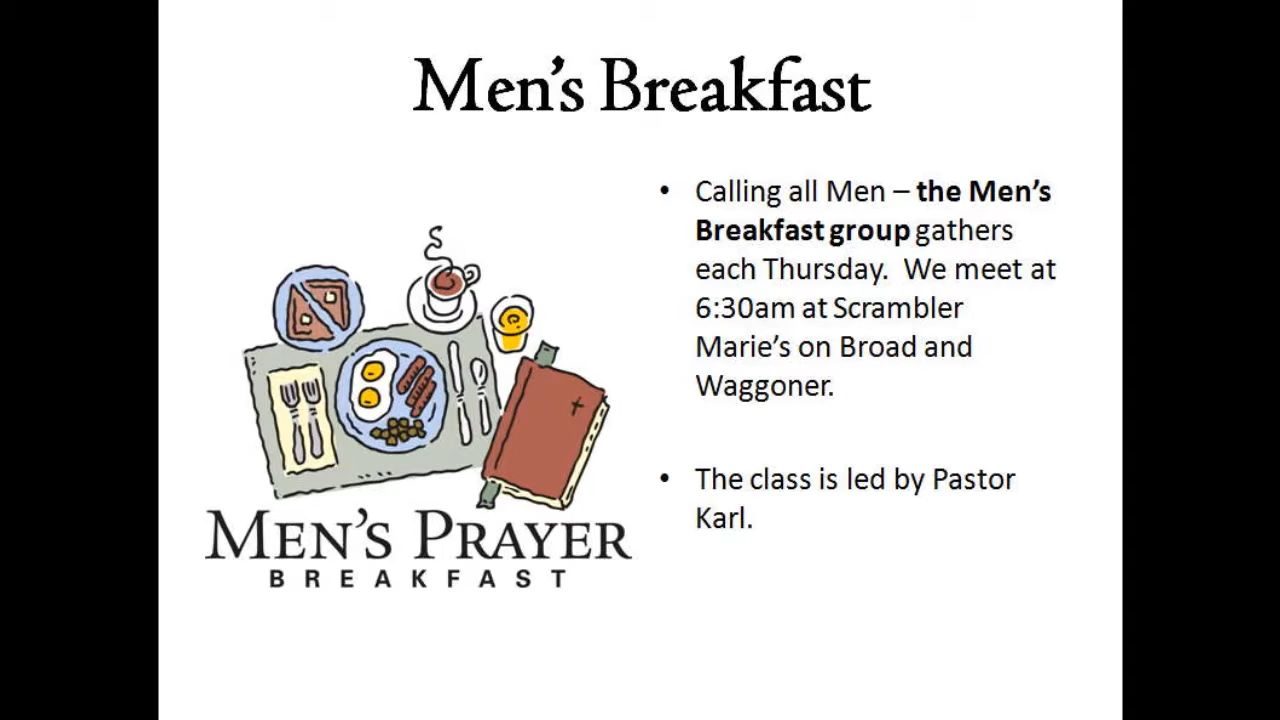 Men’s Breakfast
• Calling all Men – the Men’s
Breakfast group gathers
each Thursday.  We meet at
6:30am at Scrambler
Marie’s on Broad and
Waggoner.
• The class is led by Pastor
Karl.
MEN’S PRAYER
BREAKFAST